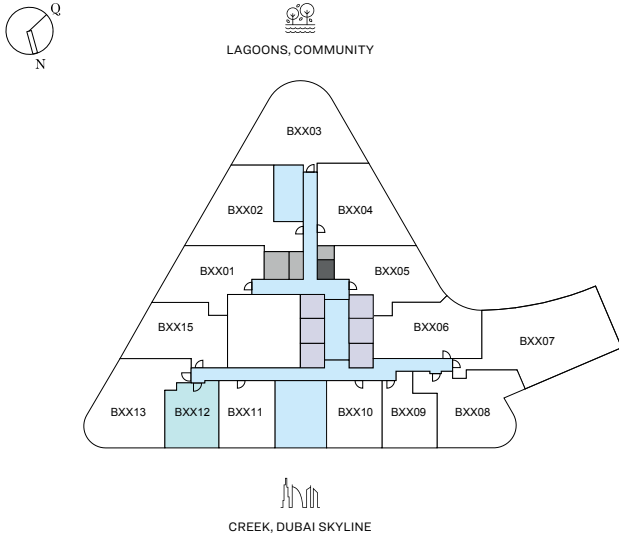 Q
N
LAGOONS, COMMUNITY
BXX03
BXX02 BXX04
BXX01 BXX05
BXX15 BXX06
BXX07
BXX13 BXX12 BXX11 BXX10 BXX09 BXX08
CREEK, DUBAI SKYLINE